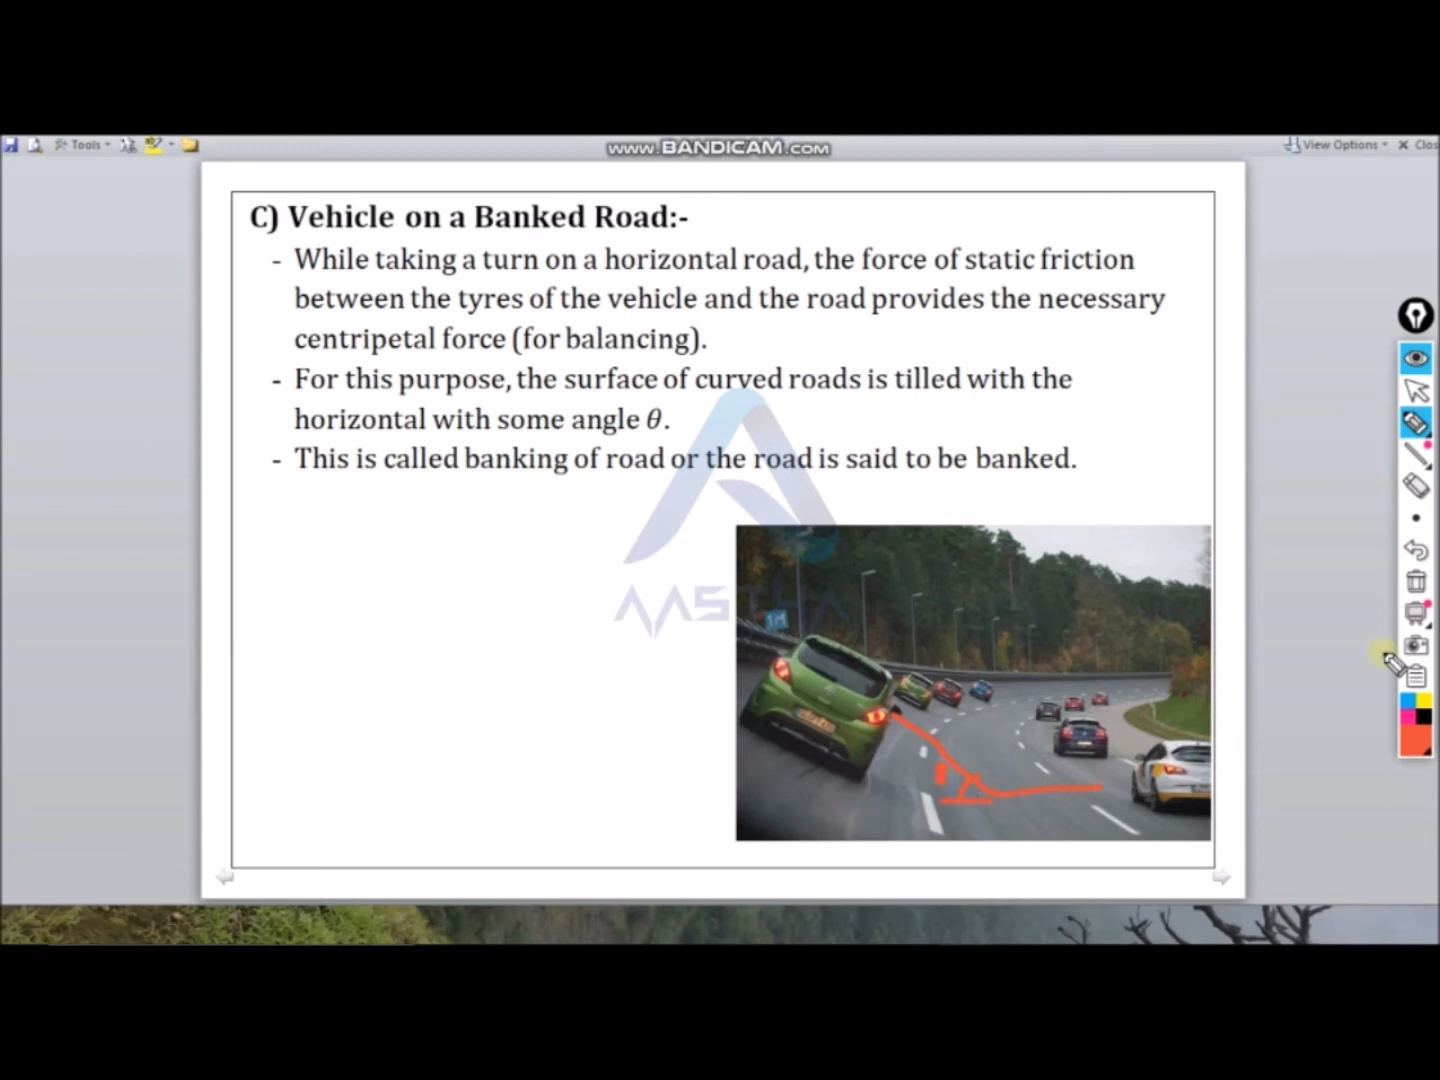 Tools
www.BANDICAM.com
View Options
Clos
C) Vehicle on a Banked Road:-
- While taking a turn on a horizontal road, the force of static friction
between the tyres of the vehicle and the road provides the necessary
centripetal force (for balancing).
- For this purpose, the surface of curved roads is tilled with the
horizontal with some angle θ.
- This is called banking of road or the road is said to be banked.
AASTHA